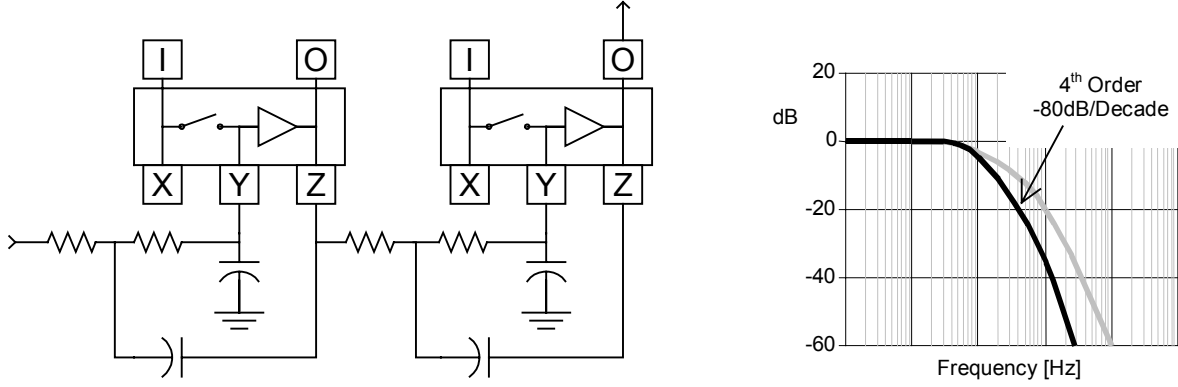 I
O
I
O
X
Y
Z
X
Y
Z
dB
20
0
-20
-40
-60
4th Order
-80dB/Decade
Frequency [Hz]